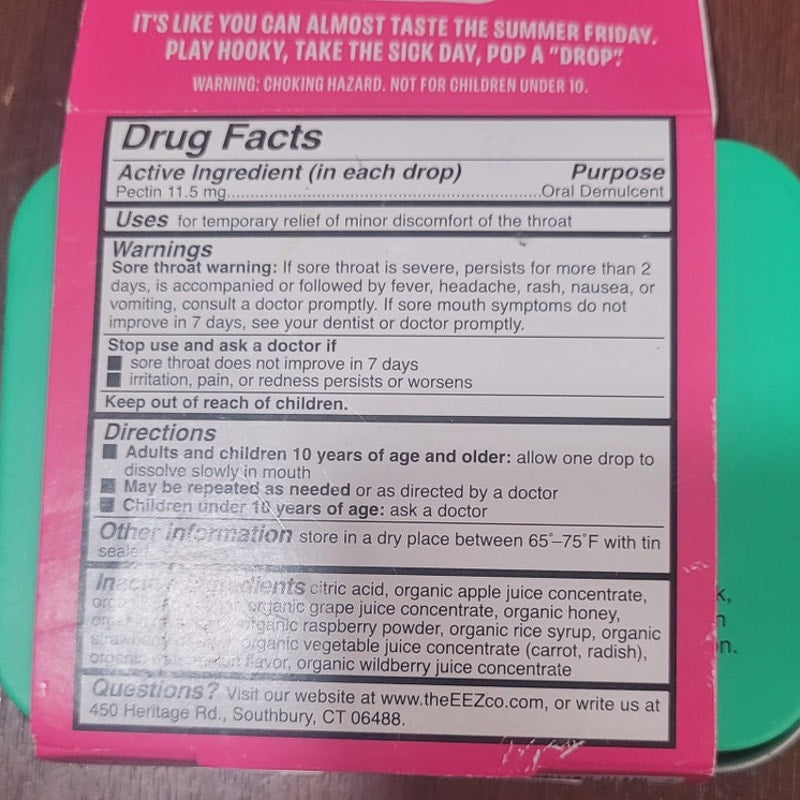 IT'S LIKE YOU CAN ALMOST TASTE THE SUMMER FRIDAY.
PLAY HOOKY, TAKE THE SICK DAY, POP A "DROP".
WARNING: CHOKING HAZARD. NOT FOR CHILDREN UNDER 10.
Drug Facts
Active Ingredient (in each drop) Purpose
Pectin 11.5 mg..........Oral Demulcent
Uses for temporary relief of minor discomfort of the throat
Warnings
Sore throat warning: If sore throat is severe, persists for more than 2
days, is accompanied or followed by fever, headache, rash, nausea, or
vomiting, consult a doctor promptly. If sore mouth symptoms do not
improve in 7 days, see your dentist or doctor promptly.
Stop use and ask a doctor if
■ sore throat does not improve in 7 days
■ irritation, pain, or redness persists or worsens
Keep out of reach of children.
Directions
■ Adults and children 10 years of age and older: allow one drop to
dissolve slowly in mouth
■ May be repeated as needed or as directed by a doctor
■ Children under 10 years of age: ask a doctor
Other information store in a dry place between 65°–75°F with tin
sealed
Inactive Ingredients citric acid, organic apple juice concentrate,
organic grape juice concentrate, organic honey,
organic raspberry powder, organic rice syrup, organic
organic vegetable juice concentrate (carrot, radish),
organic flavor, organic wildberry juice concentrate
Questions? Visit our website at www.theEEZco.com, or write us at
450 Heritage Rd., Southbury, CT 06488.